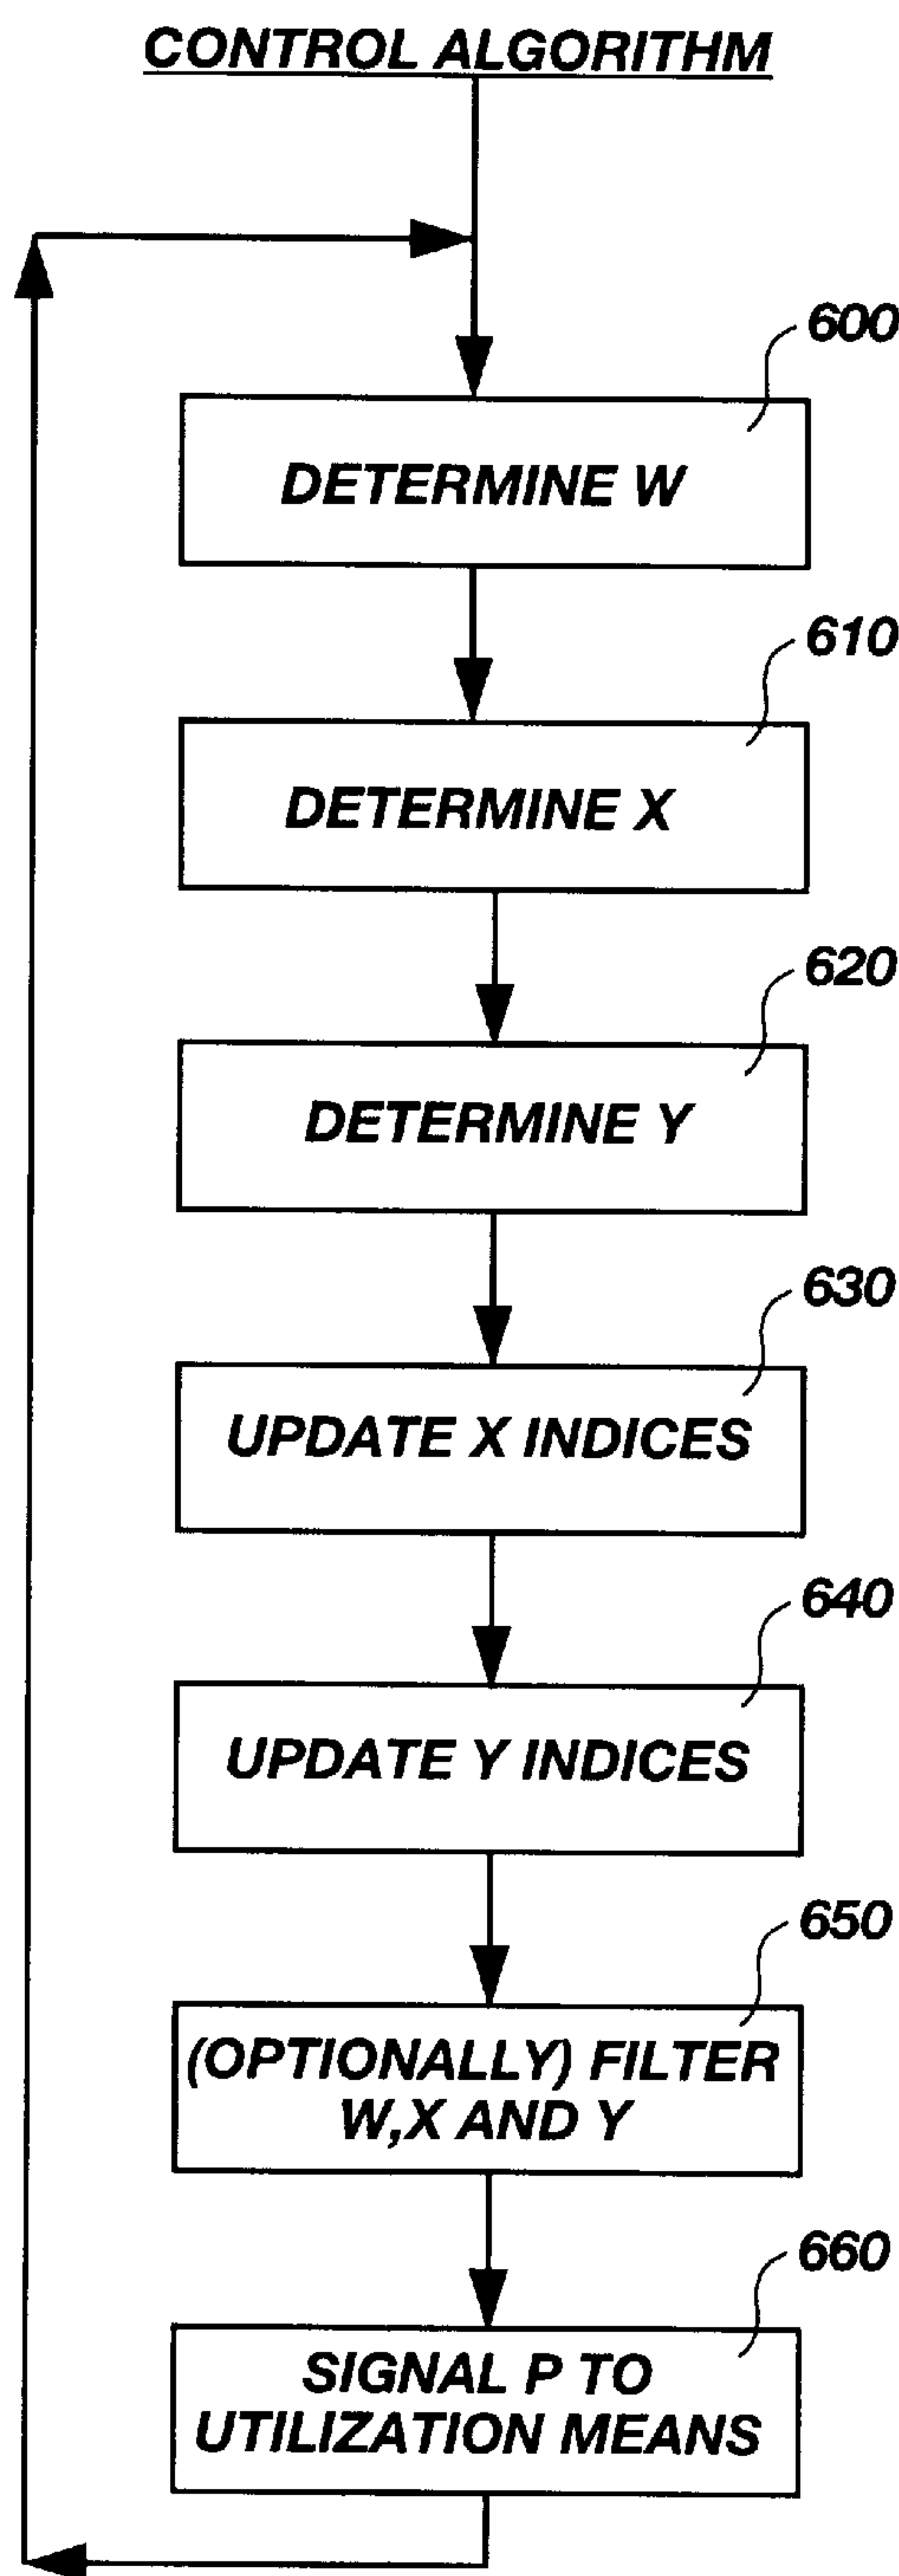 CONTROL ALGORITHM
600
DETERMINE W
610
DETERMINE X
620
DETERMINE Y
630
UPDATE X INDICES
640
UPDATE Y INDICES
650
(OPTIONALLY) FILTER
W,X AND Y
660
SIGNAL P TO
UTILIZATION MEANS